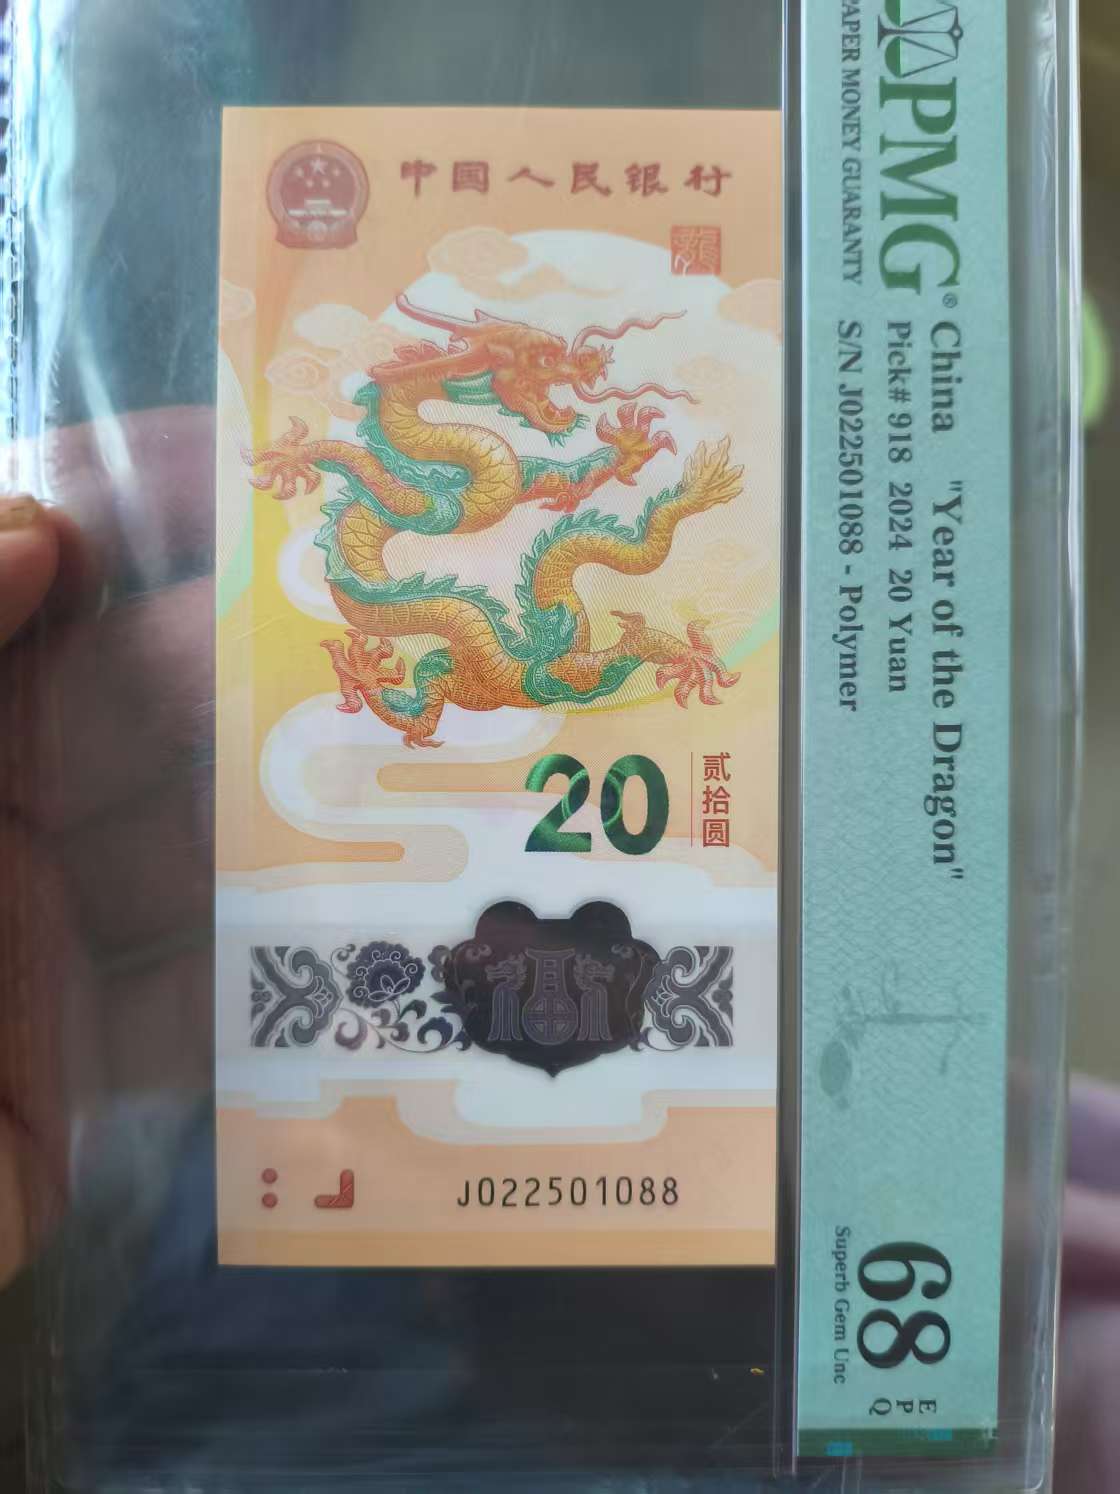 中国人民银行
龍
20
贰拾圆
J022501088
PMG®
PAPER MONEY GUARANTY
China "Year of the Dragon"
Pick# 918 2024 20 Yuan
S/N J022501088 - Polymer
68
EPQ
Superb Gem Unc